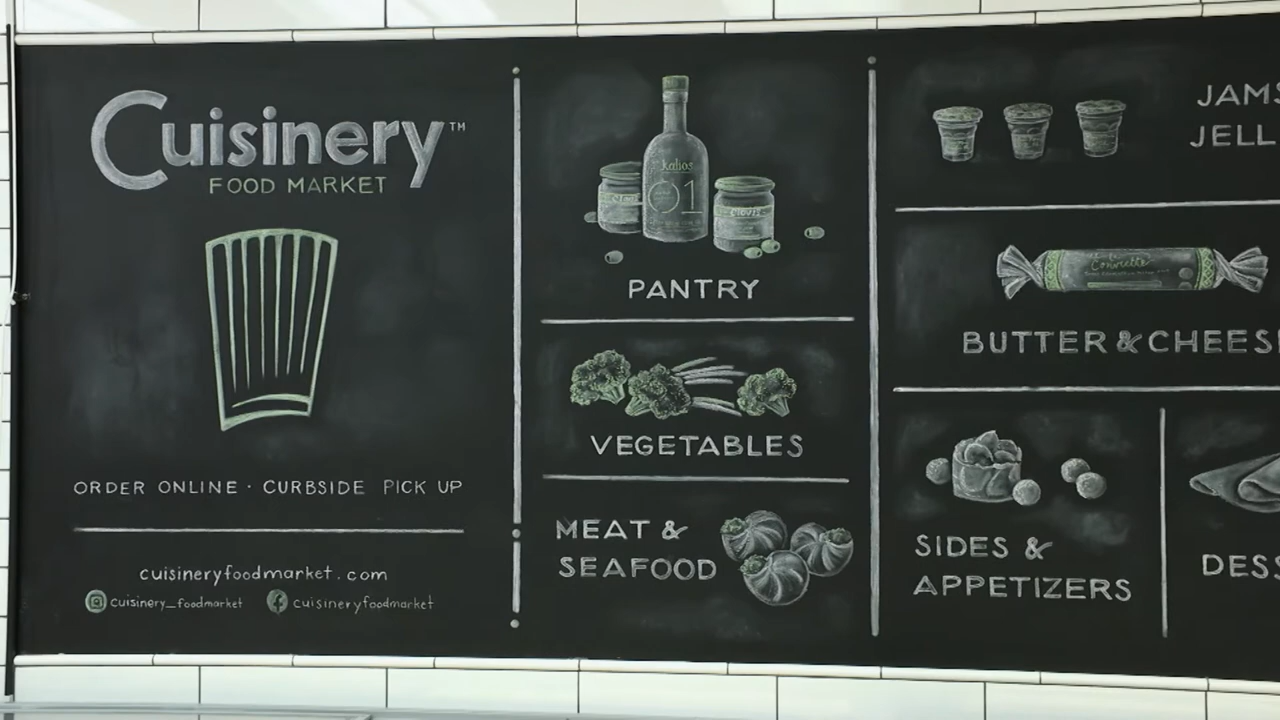 Cuisinery™
FOOD MARKET
ORDER ONLINE · CURBSIDE PICK UP
cuisineryfoodmarket.com
cuisinery_foodmarket
cuisineryfoodmarket
kalios
01
PANTRY
VEGETABLES
MEAT &
SEAFOOD
JAMS
JELL
BUTTER & CHEES
SIDES &
APPETIZERS
DESS